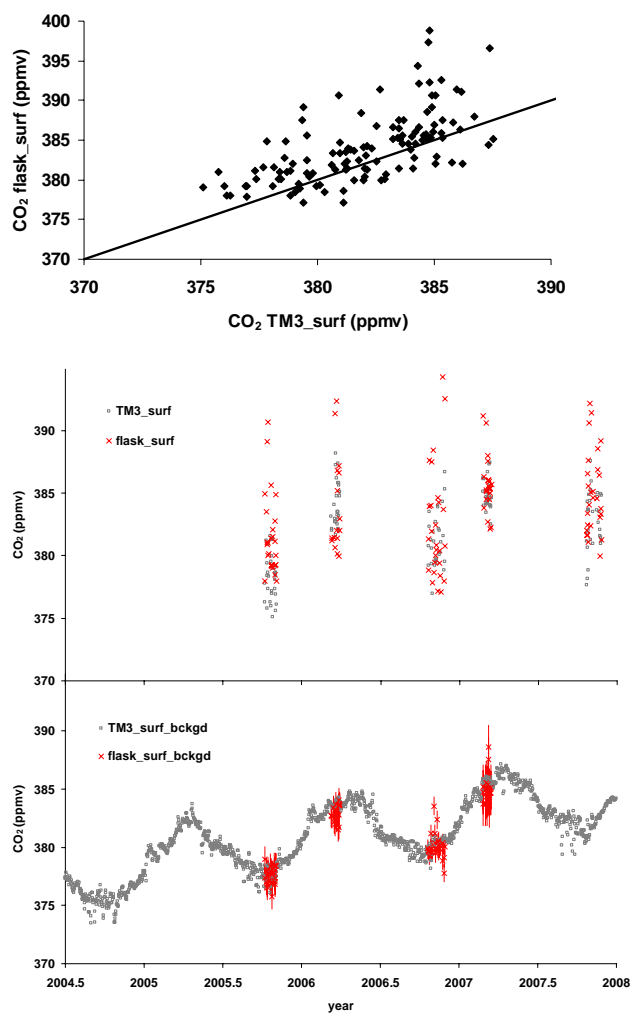 400
395
390
385
380
375
370
CO2 flask_surf (ppmv)
370 375 380 385 390
CO2 TM3_surf (ppmv)
TM3_surf
flask_surf
390
385
380
375
370
CO2 (ppmv)
TM3_surf_bckgd
flask_surf_bckgd
390
385
380
375
370
CO2 (ppmv)
2004.5 2005 2005.5 2006 2006.5 2007 2007.5 2008
year